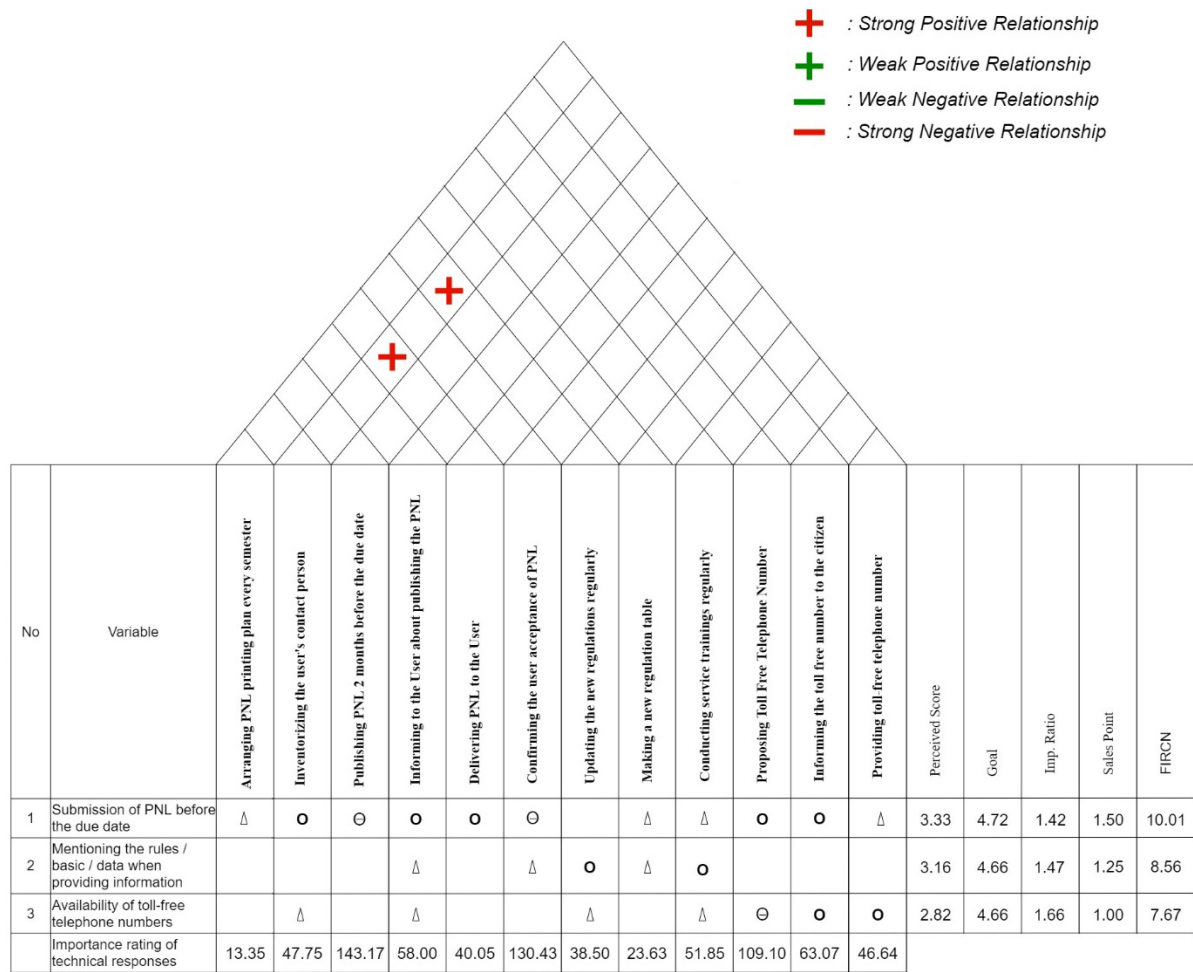 : Strong Positive Relationship
: Weak Positive Relationship
: Weak Negative Relationship
: Strong Negative Relationship
No
Variable
Arranging PNL printing plan every semester
Inventorizing the user's contact person
Publishing PNL 2 months before the due date
Informing to the User about publishing the PNL
Delivering PNL to the User
Confirming the user acceptance of PNL
Updating the new regulations regularly
Making a new regulation table
Conducting service trainings regularly
Proposing Toll Free Telephone Number
Informing the toll free number to the citizen
Providing toll-free telephone number
Perceived Score
Goal
Imp. Ratio
Sales Point
FIRCN
1
Submission of PNL before
the due date
Δ O Θ O O Θ Δ Δ O O Δ 3.33 4.72 1.42 1.50 10.01
2
Mentioning the rules /
basic / data when
providing information
Δ Δ O Δ O 3.16 4.66 1.47 1.25 8.56
3
Availability of toll-free
telephone numbers
Δ Δ Δ Δ Θ O O 2.82 4.66 1.66 1.00 7.67
Importance rating of
technical responses
13.35 47.75 143.17 58.00 40.05 130.43 38.50 23.63 51.85 109.10 63.07 46.64